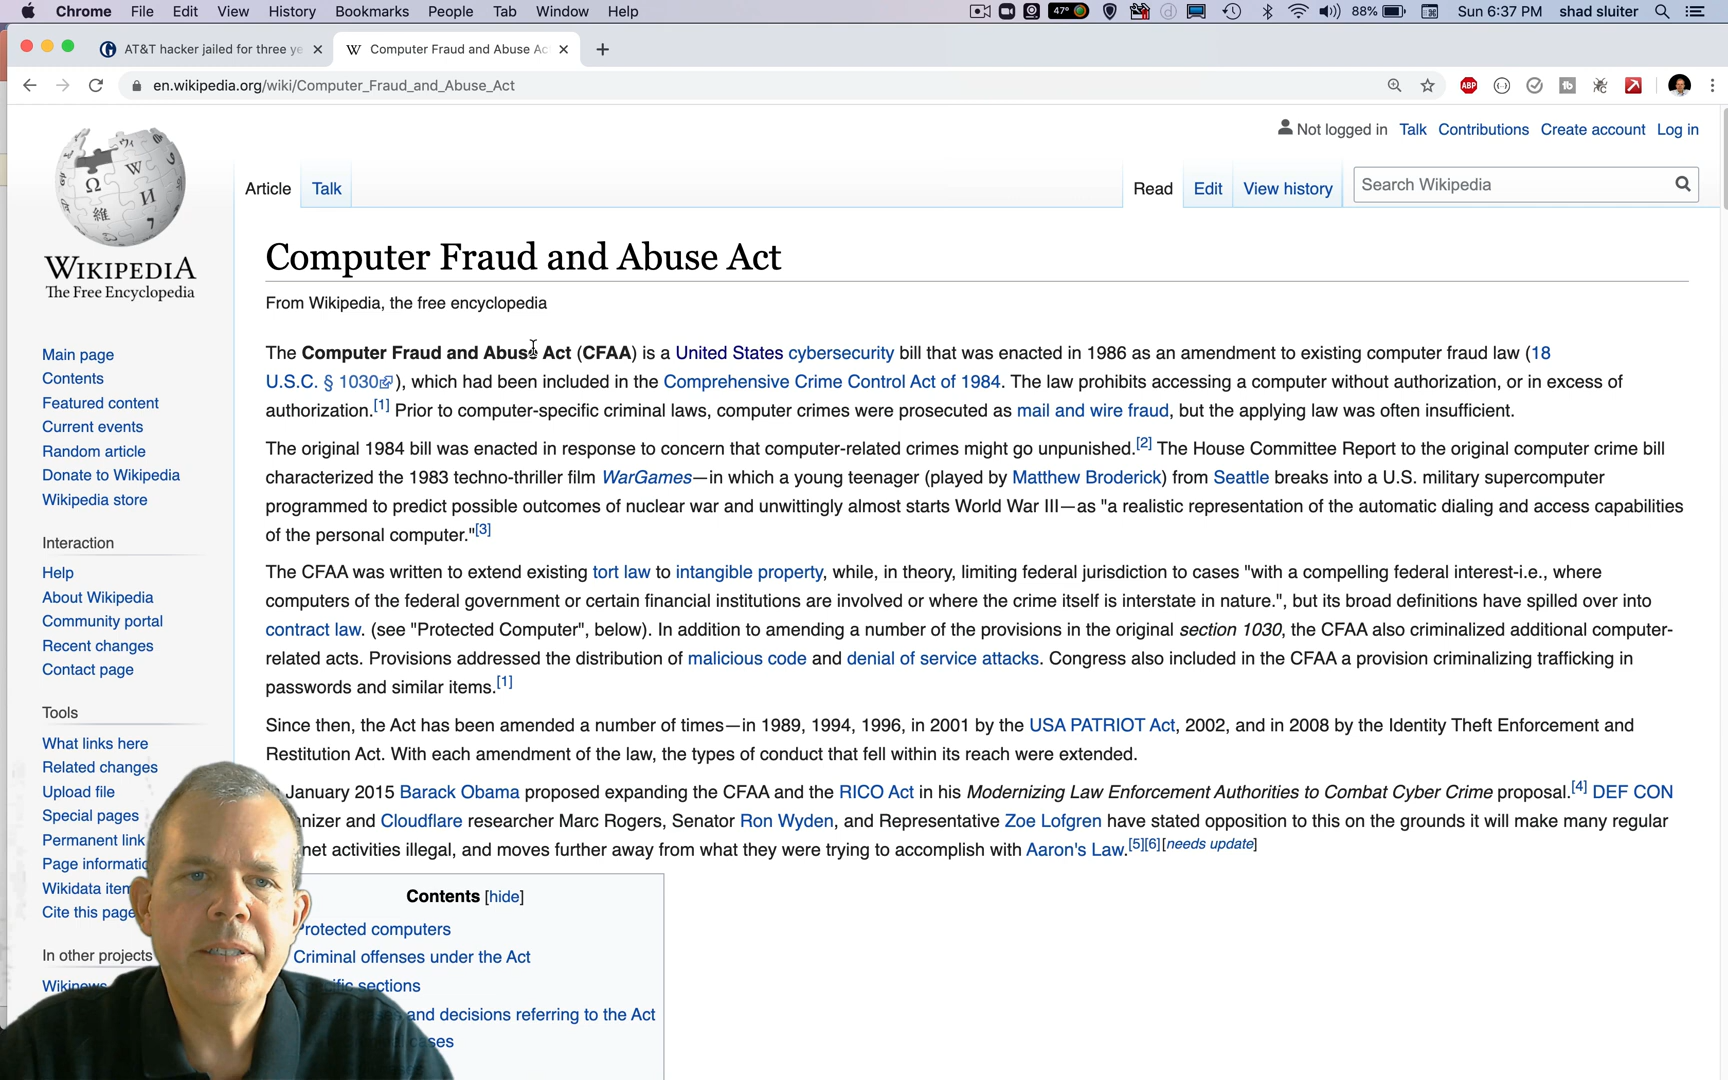 Chrome File Edit View History Bookmarks People Tab Window Help 47° 88% Sun 6:37 PM shad sluiter
AT&T hacker jailed for three ye
Computer Fraud and Abuse Ac
en.wikipedia.org/wiki/Computer_Fraud_and_Abuse_Act
ABP
Not logged in Talk Contributions Create account Log in
Article Talk Read Edit View history Search Wikipedia
WIKIPEDIA
The Free Encyclopedia
Main page
Contents
Featured content
Current events
Random article
Donate to Wikipedia
Wikipedia store
Interaction
Help
About Wikipedia
Community portal
Recent changes
Contact page
Tools
What links here
Related changes
Upload file
Special pages
Permanent link
Page informatio
Wikidata item
Cite this page
In other projects
Wikinews
Computer Fraud and Abuse Act
From Wikipedia, the free encyclopedia
The Computer Fraud and Abuse Act (CFAA) is a United States cybersecurity bill that was enacted in 1986 as an amendment to existing computer fraud law (18
U.S.C. § 1030), which had been included in the Comprehensive Crime Control Act of 1984. The law prohibits accessing a computer without authorization, or in excess of
authorization.[1] Prior to computer-specific criminal laws, computer crimes were prosecuted as mail and wire fraud, but the applying law was often insufficient.
The original 1984 bill was enacted in response to concern that computer-related crimes might go unpunished.[2] The House Committee Report to the original computer crime bill
characterized the 1983 techno-thriller film WarGames—in which a young teenager (played by Matthew Broderick) from Seattle breaks into a U.S. military supercomputer
programmed to predict possible outcomes of nuclear war and unwittingly almost starts World War III—as "a realistic representation of the automatic dialing and access capabilities
of the personal computer."[3]
The CFAA was written to extend existing tort law to intangible property, while, in theory, limiting federal jurisdiction to cases "with a compelling federal interest-i.e., where
computers of the federal government or certain financial institutions are involved or where the crime itself is interstate in nature.", but its broad definitions have spilled over into
contract law. (see "Protected Computer", below). In addition to amending a number of the provisions in the original section 1030, the CFAA also criminalized additional computer-
related acts. Provisions addressed the distribution of malicious code and denial of service attacks. Congress also included in the CFAA a provision criminalizing trafficking in
passwords and similar items.[1]
Since then, the Act has been amended a number of times—in 1989, 1994, 1996, in 2001 by the USA PATRIOT Act, 2002, and in 2008 by the Identity Theft Enforcement and
Restitution Act. With each amendment of the law, the types of conduct that fell within its reach were extended.
January 2015 Barack Obama proposed expanding the CFAA and the RICO Act in his Modernizing Law Enforcement Authorities to Combat Cyber Crime proposal.[4] DEF CON
nizer and Cloudflare researcher Marc Rogers, Senator Ron Wyden, and Representative Zoe Lofgren have stated opposition to this on the grounds it will make many regular
net activities illegal, and moves further away from what they were trying to accomplish with Aaron's Law.[5][6][needs update]
Contents [hide]
Protected computers
Criminal offenses under the Act
ific sections
and decisions referring to the Act
cases